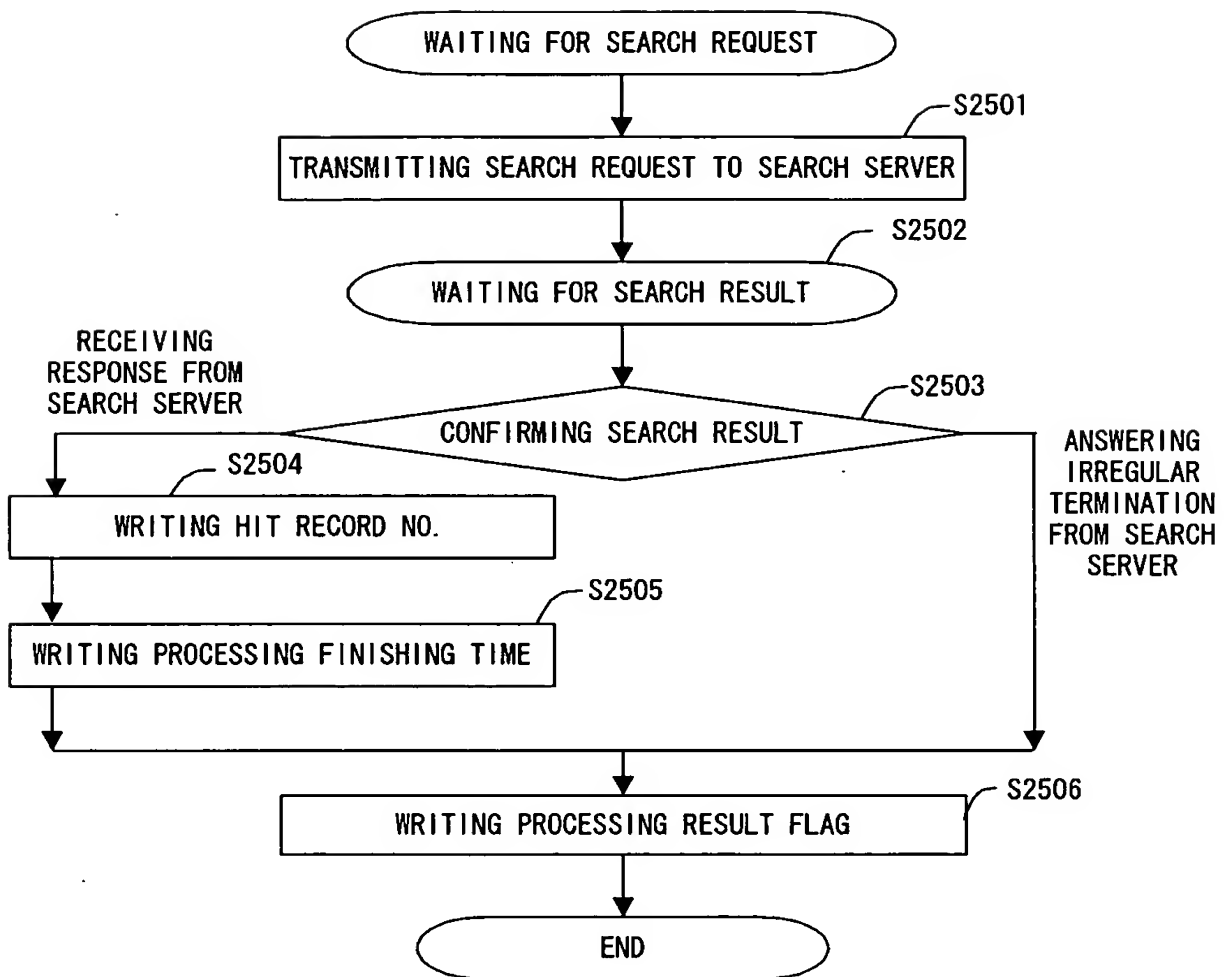 WAITING FOR SEARCH REQUEST
S2501
TRANSMITTING SEARCH REQUEST TO SEARCH SERVER
S2502
WAITING FOR SEARCH RESULT
RECEIVING
RESPONSE FROM
SEARCH SERVER
S2503
CONFIRMING SEARCH RESULT
ANSWERING
IRREGULAR
TERMINATION
FROM SEARCH
SERVER
S2504
WRITING HIT RECORD NO.
S2505
WRITING PROCESSING FINISHING TIME
S2506
WRITING PROCESSING RESULT FLAG
END